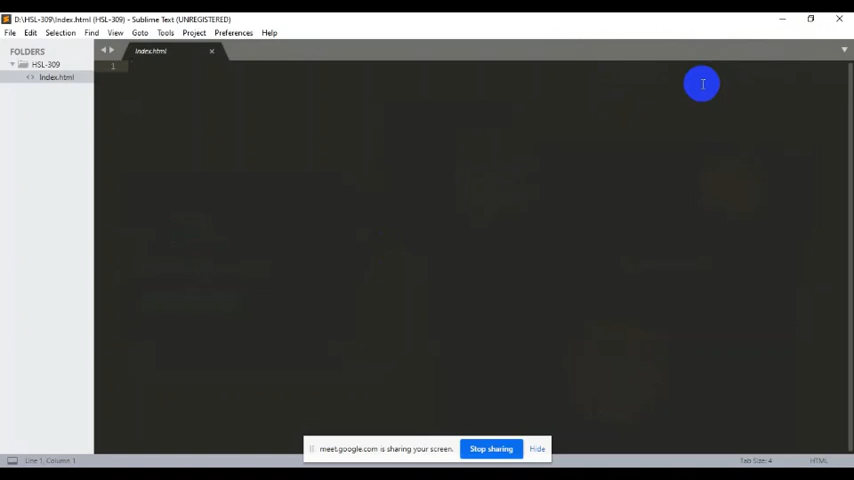 D:\HSL-309\Index.html (HSL-309) - Sublime Text (UNREGISTERED)
File Edit Selection Find View Goto Tools Project Preferences Help
FOLDERS
HSL-309
Index.html
Index.html
1
meet.google.com is sharing your screen. Stop sharing Hide
Line 1, Column 1 Tab Size: 4 HTML